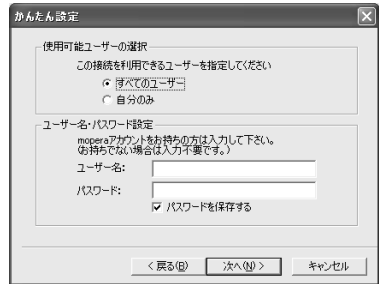 かんたん設定
使用可能ユーザーの選択
この接続を利用できるユーザーを指定してください
すべてのユーザー
自分のみ
ユーザー名・パスワード設定
moperaアカウントをお持ちの方は入力して下さい。
(お持ちでない場合は入力不要です。)
ユーザー名:
パスワード:
パスワードを保存する
< 戻る(B)
次へ(N) >
キャンセル